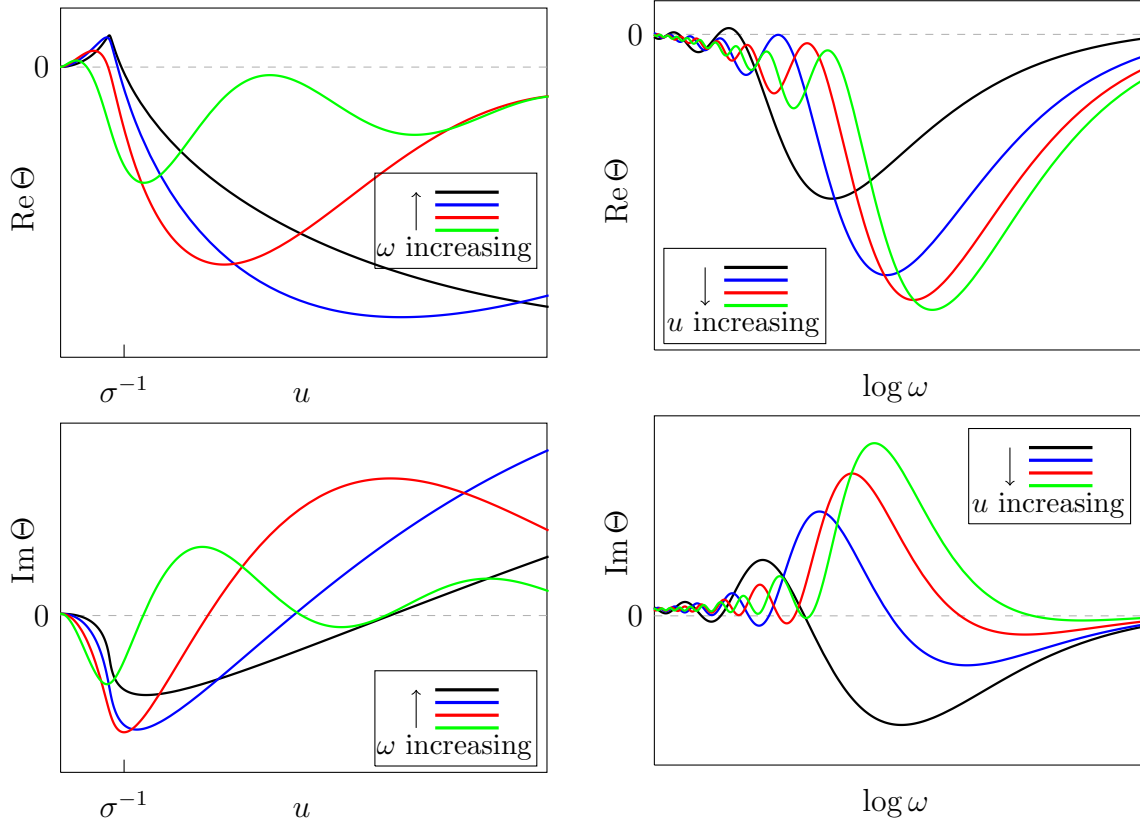 0
Re Θ
↑
ω increasing
σ⁻¹
u
0
Re Θ
↓
u increasing
log ω
0
Im Θ
↑
ω increasing
σ⁻¹
u
0
Im Θ
↓
u increasing
log ω